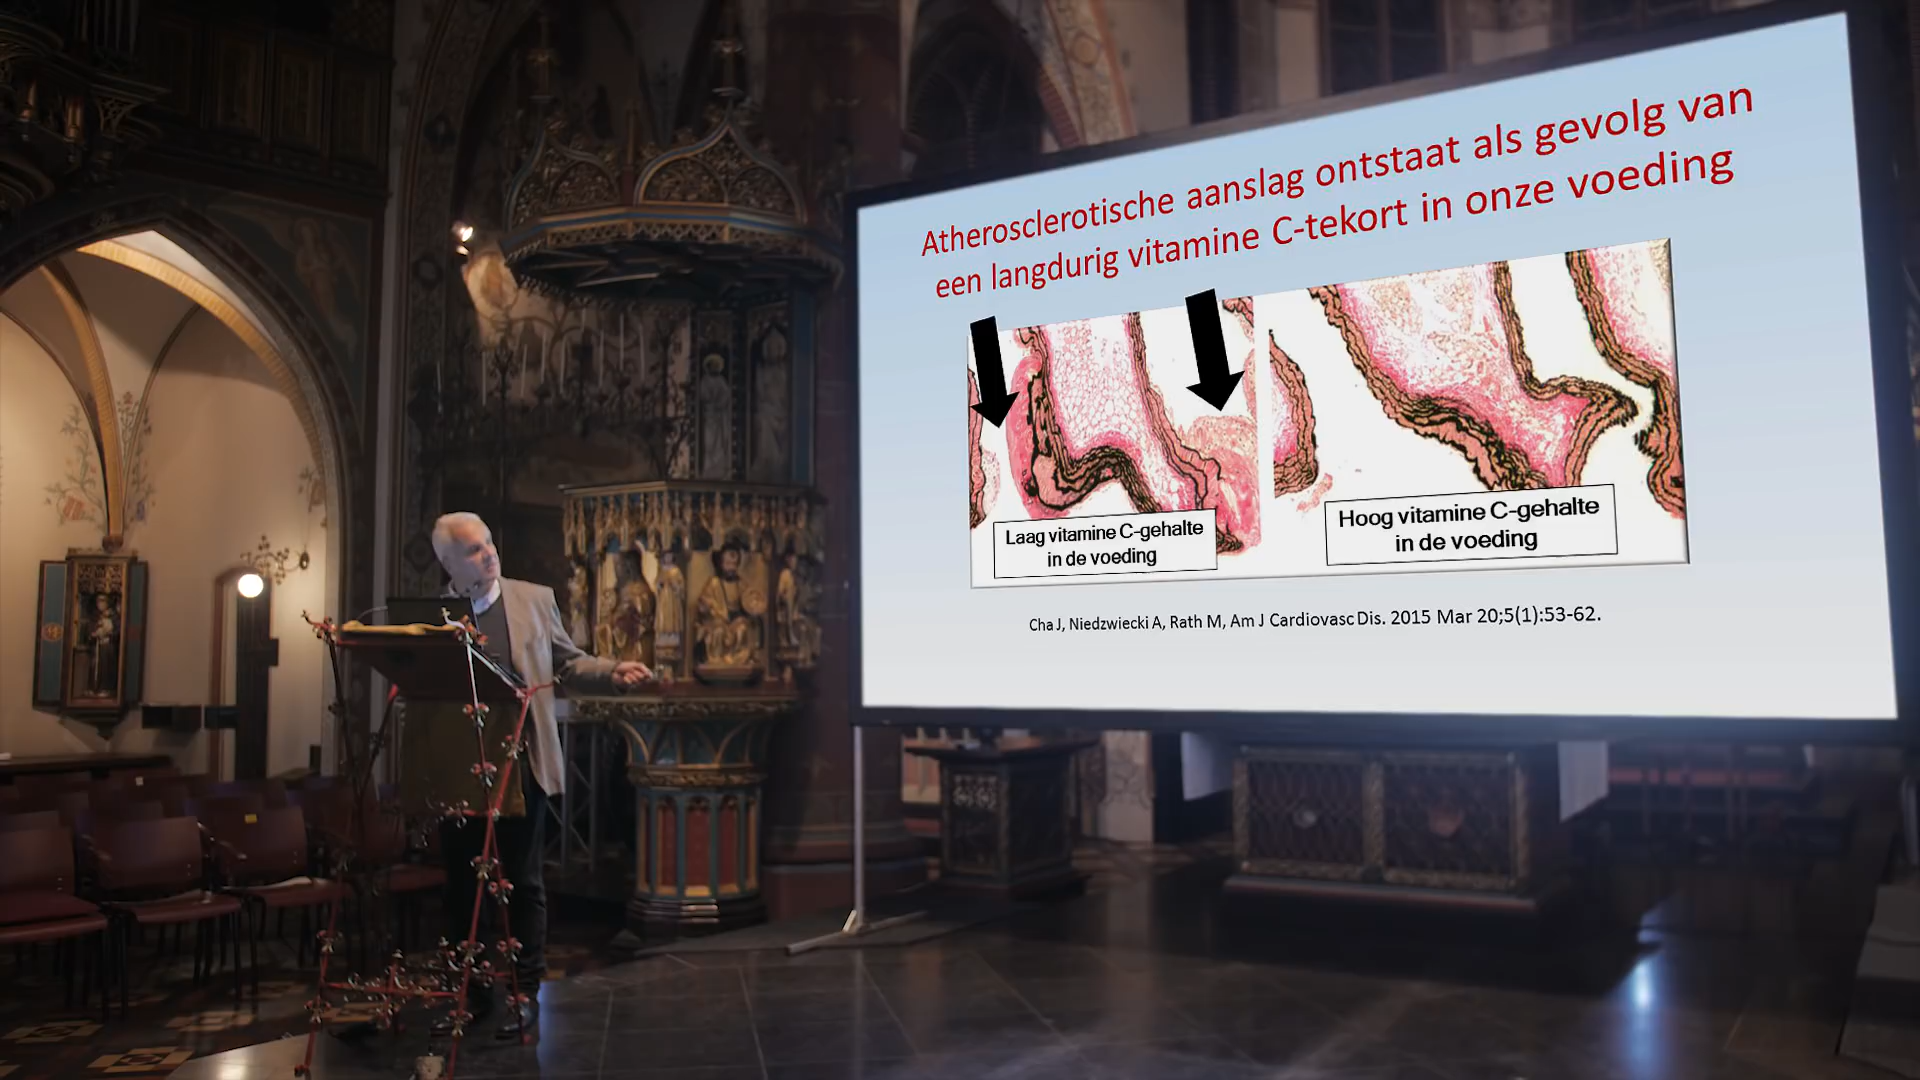 Atherosclerotische aanslag ontstaat als gevolg van
een langdurig vitamine C-tekort in onze voeding
Laag vitamine C-gehalte
in de voeding
Hoog vitamine C-gehalte
in de voeding
Cha J, Niedzwiecki A, Rath M, Am J Cardiovasc Dis. 2015 Mar 20;5(1):53-62.